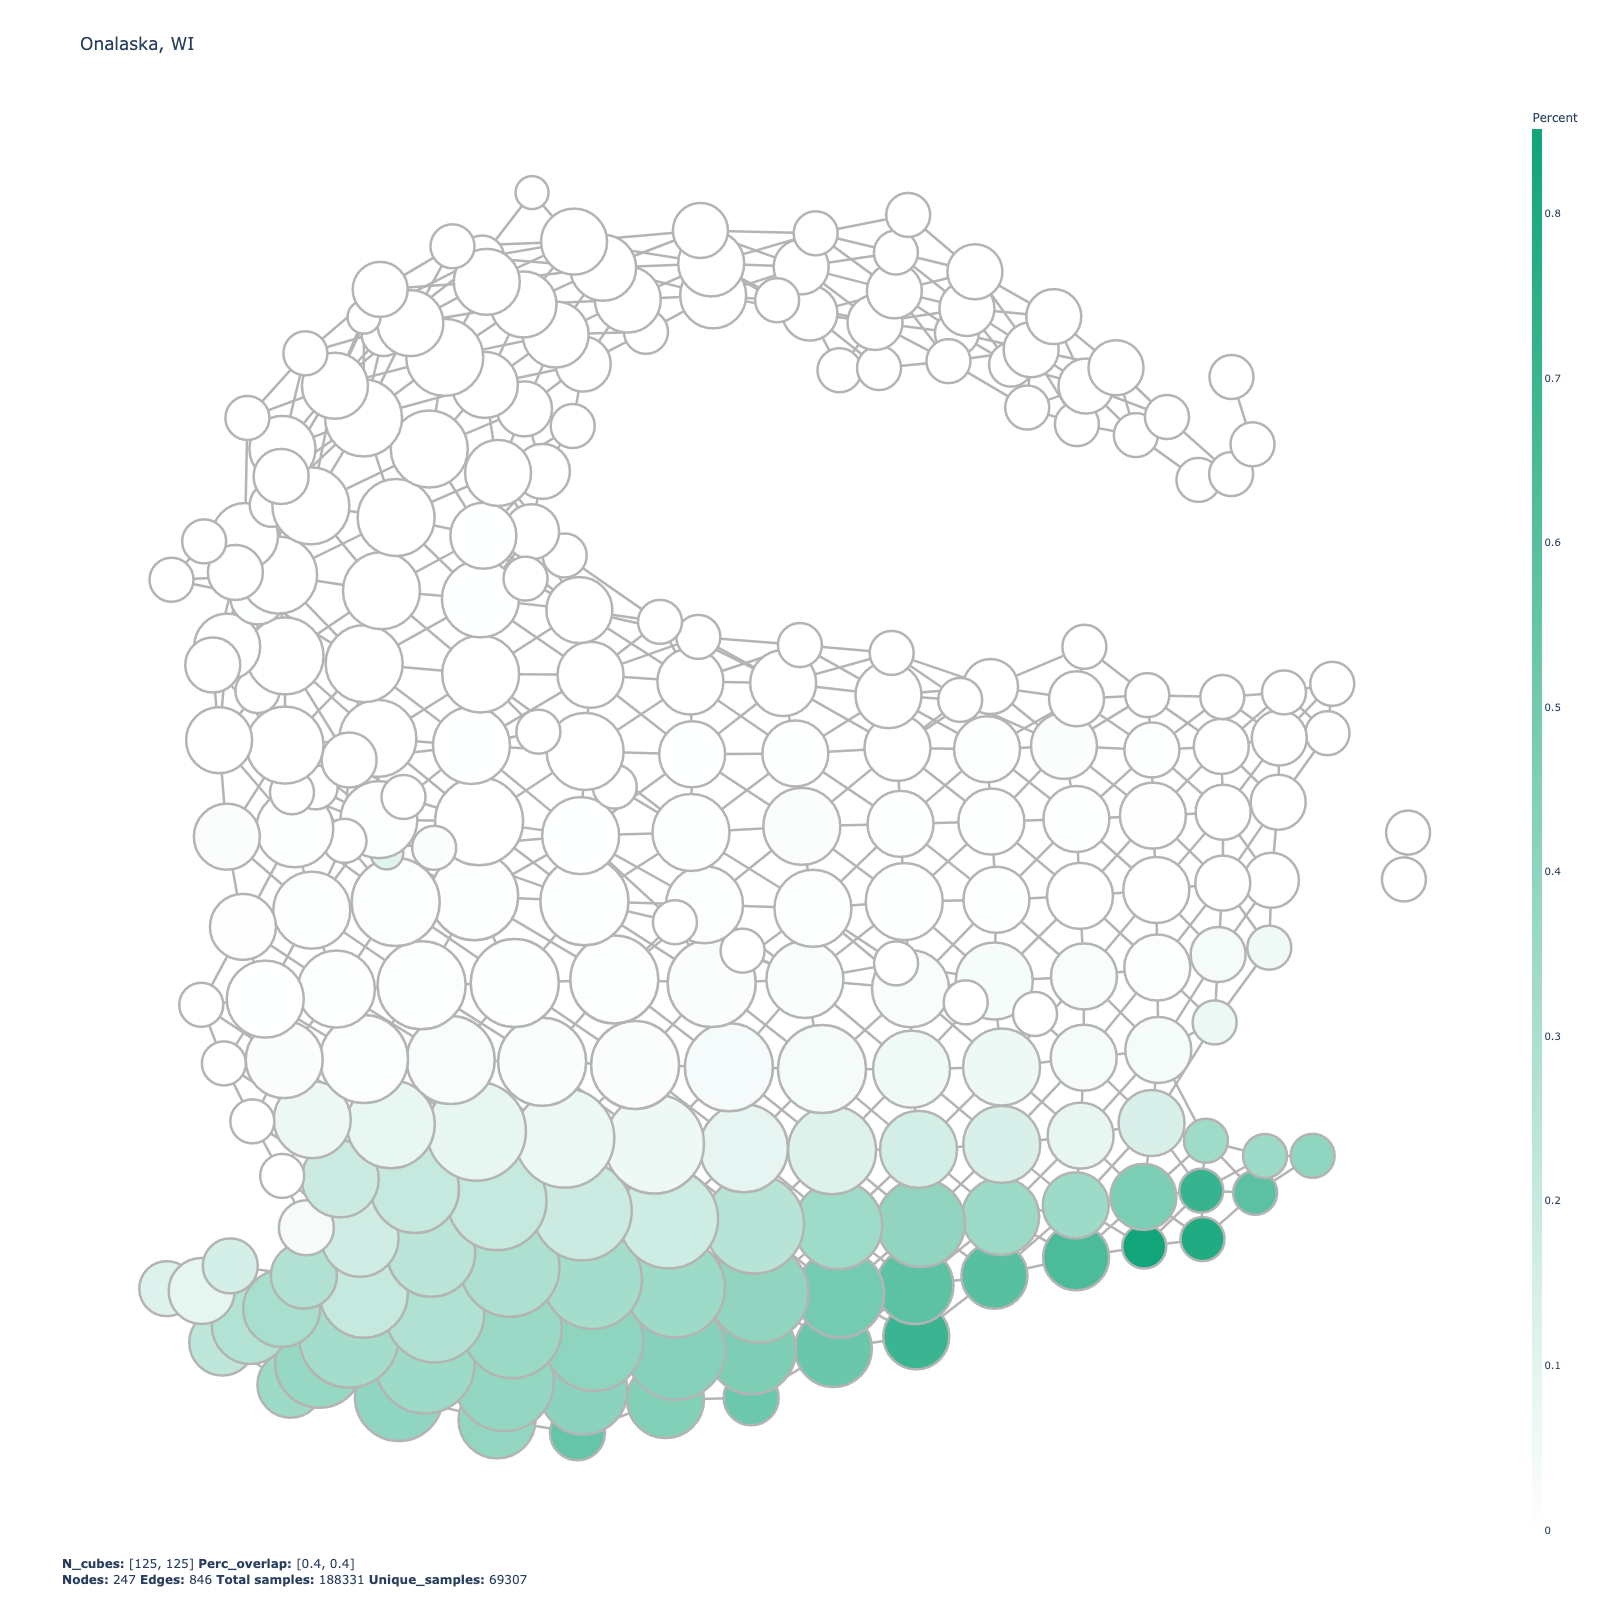 Onalaska, WI
Percent
0.8
0.7
0.6
0.5
0.4
0.3
0.2
0.1
0
N_cubes: [125, 125] Perc_overlap: [0.4, 0.4]
Nodes: 247 Edges: 846 Total samples: 188331 Unique_samples: 69307